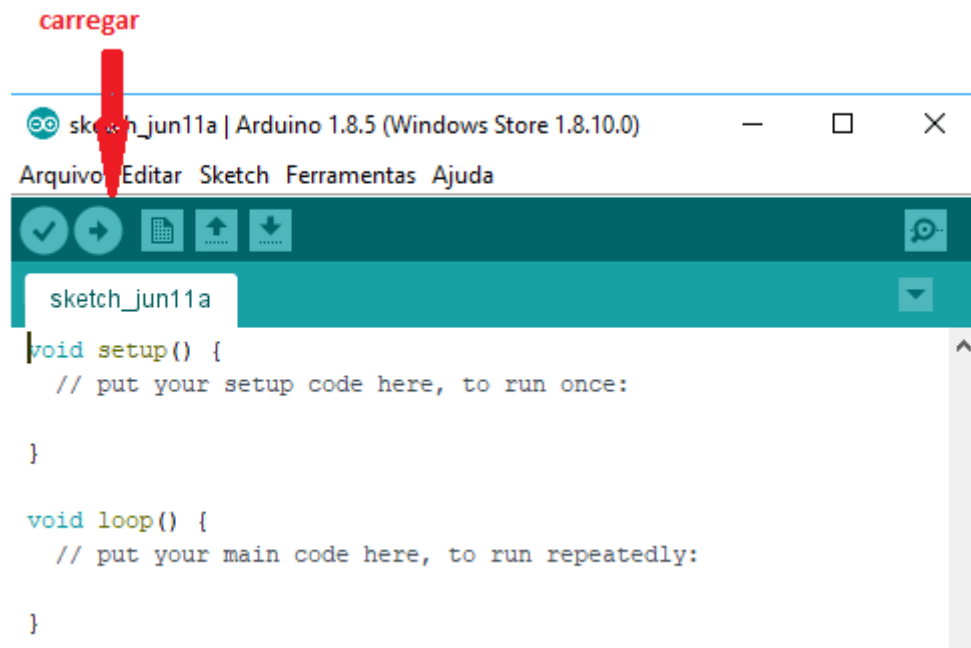 carregar
sketch_jun11a | Arduino 1.8.5 (Windows Store 1.8.10.0)
Arquivo Editar Sketch Ferramentas Ajuda
sketch_jun11a
void setup() {
// put your setup code here, to run once:
}
void loop() {
// put your main code here, to run repeatedly:
}